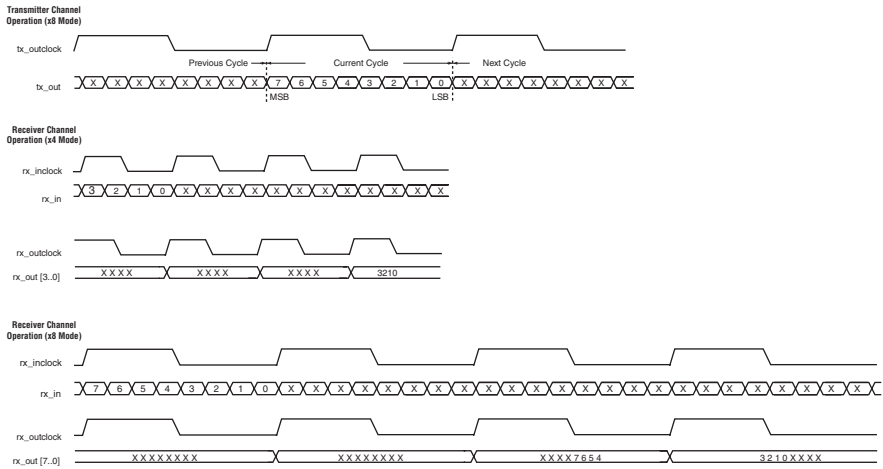 Transmitter Channel
Operation (x8 Mode)
tx_outclock
Previous Cycle Current Cycle Next Cycle
tx_out X X X X X X X X 7 6 5 4 3 2 1 0 X X X X X X X X
MSB LSB
Receiver Channel
Operation (x4 Mode)
rx_inclock
rx_in 3 2 1 0 X X X X X X X X X X X X
rx_outclock
rx_out [3..0] X X X X X X X X X X X X 3210
Receiver Channel
Operation (x8 Mode)
rx_inclock
rx_in 7 6 5 4 3 2 1 0 X X X X X X X X X X X X X X X X X X X X X X X X
rx_outclock
rx_out [7..0] X X X X X X X X X X X X X X X X X X X X 7 6 5 4 3 2 1 0 X X X X